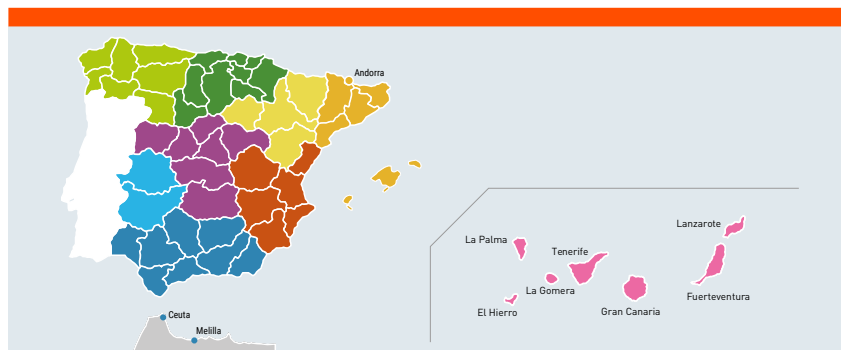 Andorra
Lanzarote
La Palma
Tenerife
La Gomera
Fuerteventura
El Hierro
Gran Canaria
Ceuta
Melilla